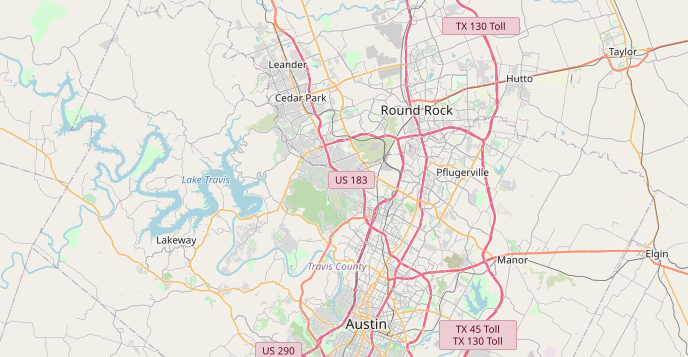 TX 130 Toll
Taylor
Leander
Hutto
Cedar Park
Round Rock
Pflugerville
Lake Travis
US 183
Lakeway
Travis County
Manor
Elgin
Austin
TX 45 Toll
TX 130 Toll
US 290